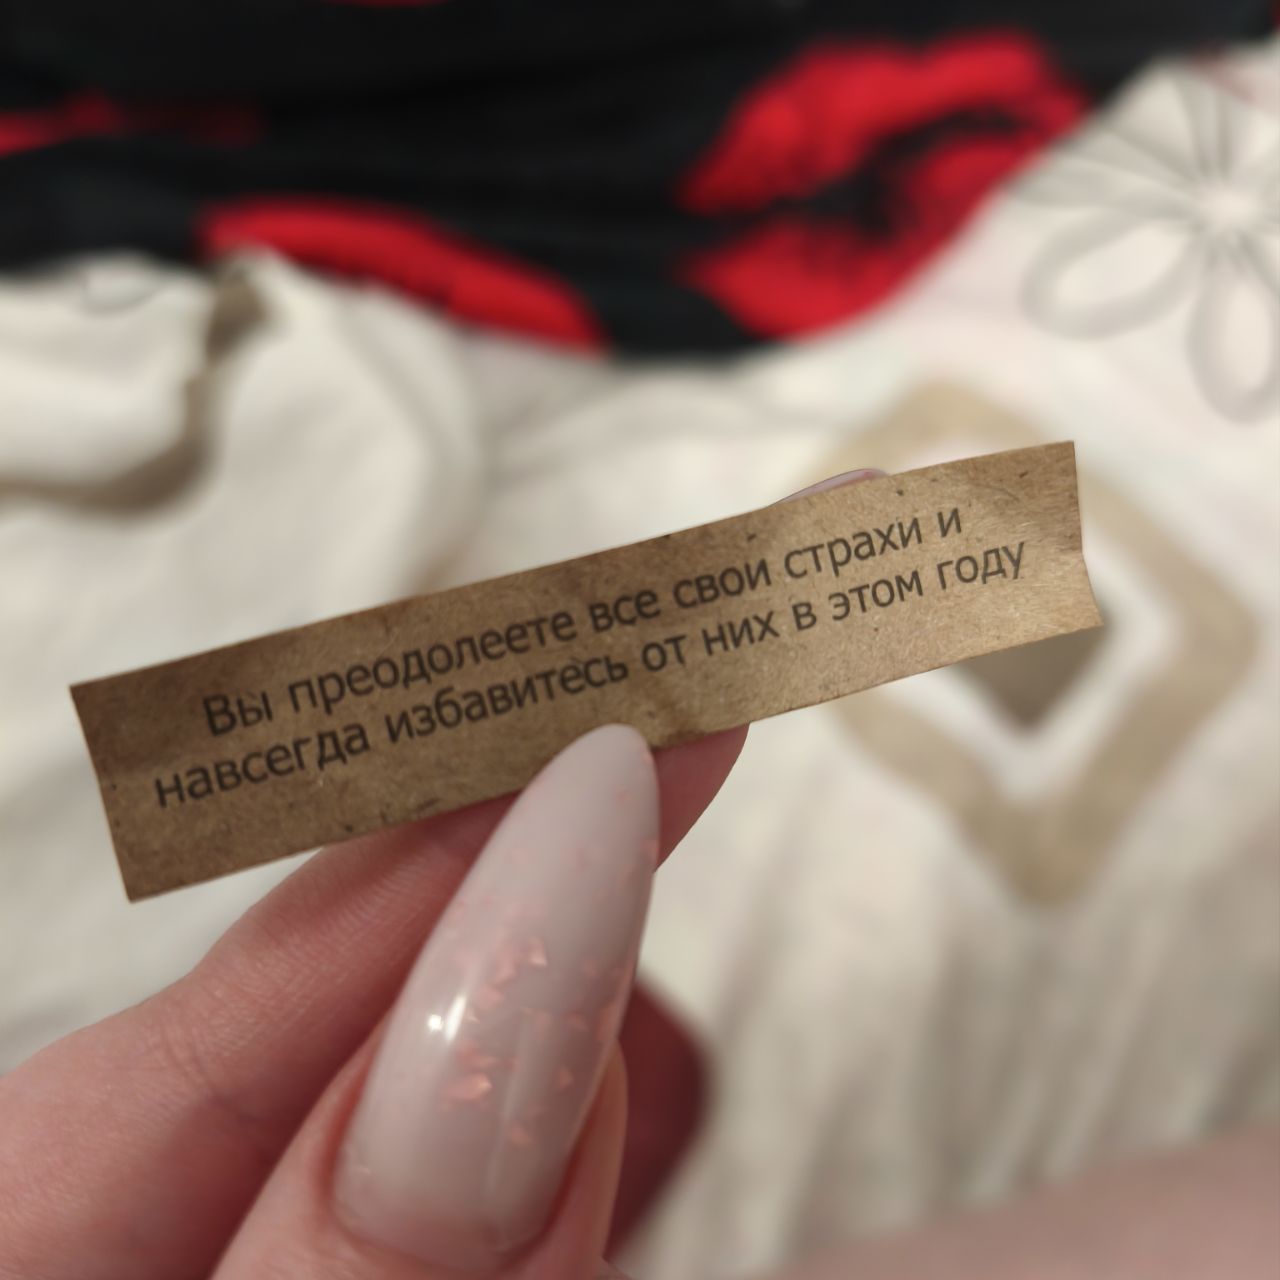 Вы преодолеете все свои страхи и
навсегда избавитесь от них в этом году